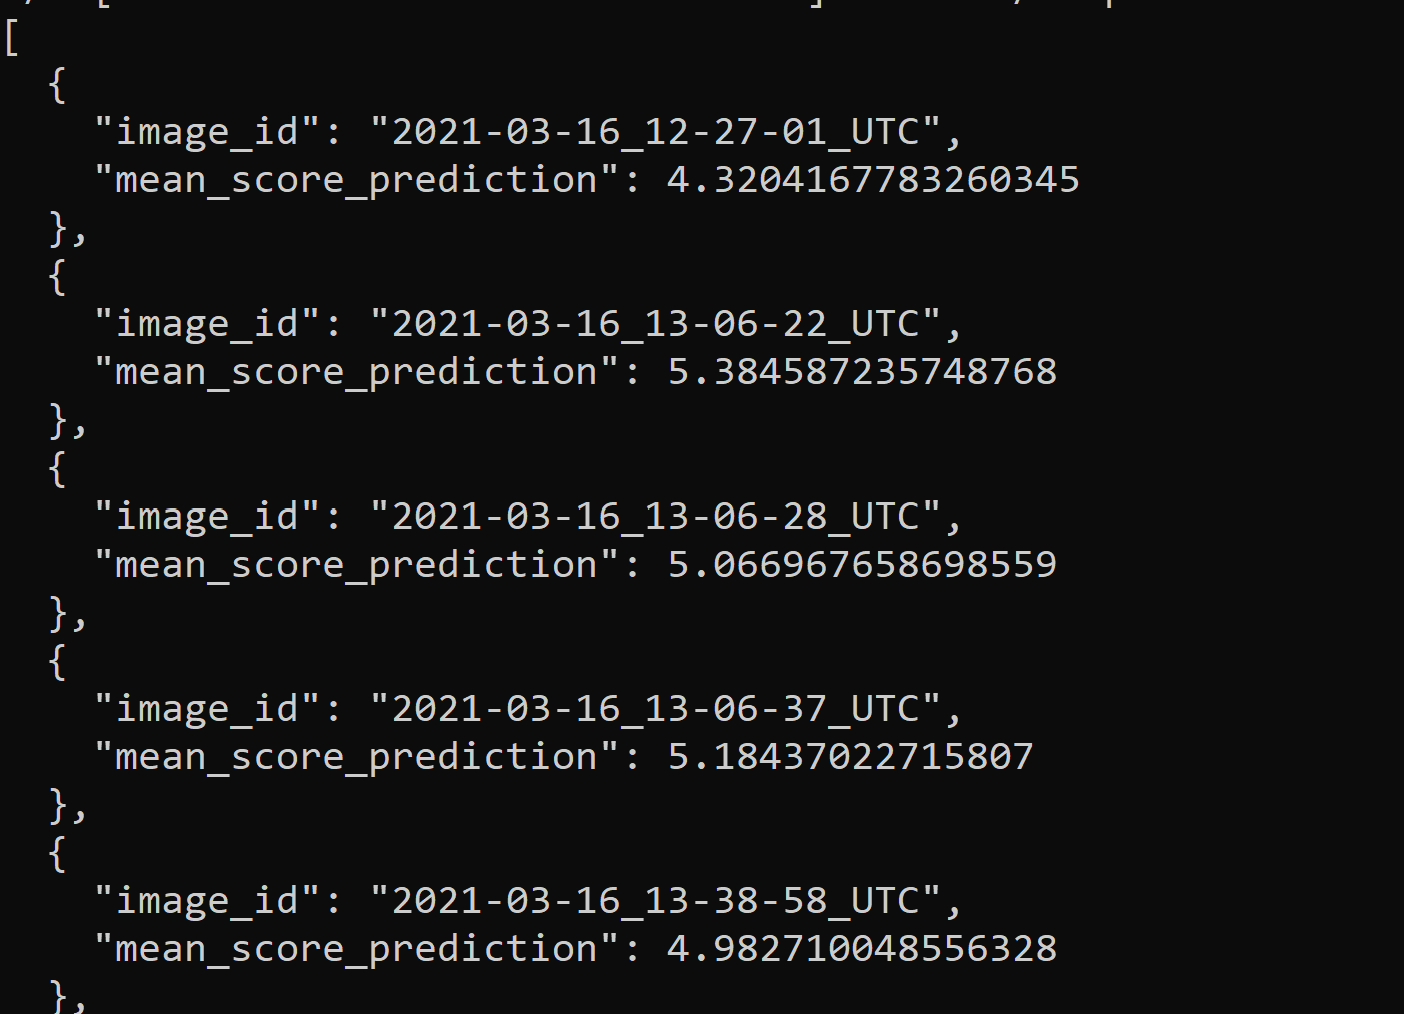 [
  {
    "image_id": "2021-03-16_12-27-01_UTC",
    "mean_score_prediction": 4.3204167783260345
  },
  {
    "image_id": "2021-03-16_13-06-22_UTC",
    "mean_score_prediction": 5.384587235748768
  },
  {
    "image_id": "2021-03-16_13-06-28_UTC",
    "mean_score_prediction": 5.066967658698559
  },
  {
    "image_id": "2021-03-16_13-06-37_UTC",
    "mean_score_prediction": 5.18437022715807
  },
  {
    "image_id": "2021-03-16_13-38-58_UTC",
    "mean_score_prediction": 4.982710048556328
  },